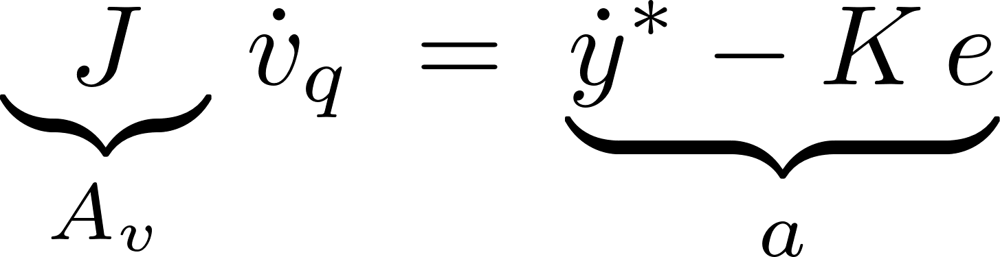 J v̇_q = ẏ* − K e
A_v a